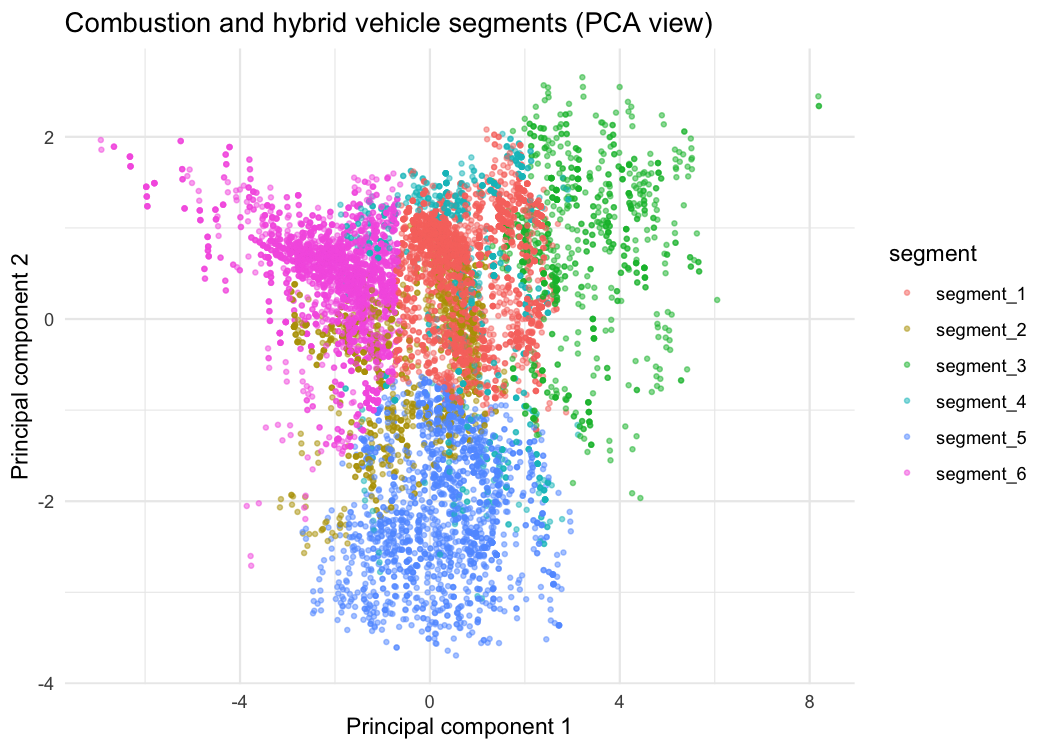 Combustion and hybrid vehicle segments (PCA view)
2
0
-2
-4
Principal component 2
-4
0
4
8
Principal component 1
segment
segment_1
segment_2
segment_3
segment_4
segment_5
segment_6